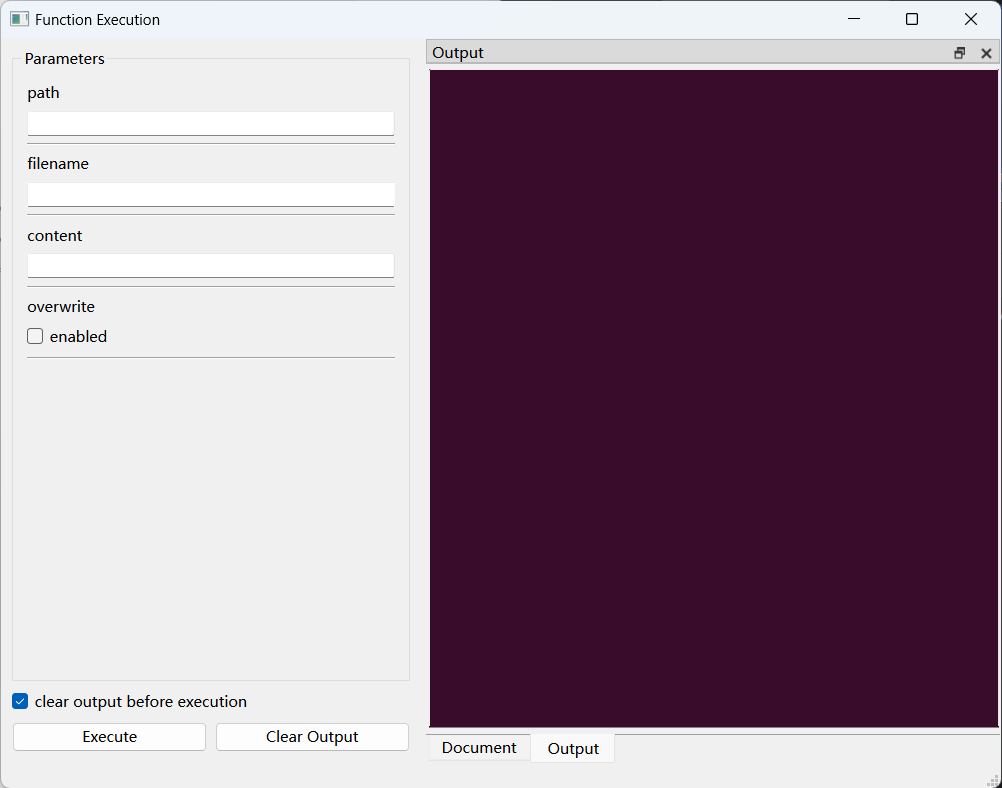 Function Execution
Parameters
path
filename
content
overwrite
enabled
clear output before execution
Execute
Clear Output
Output
Document
Output